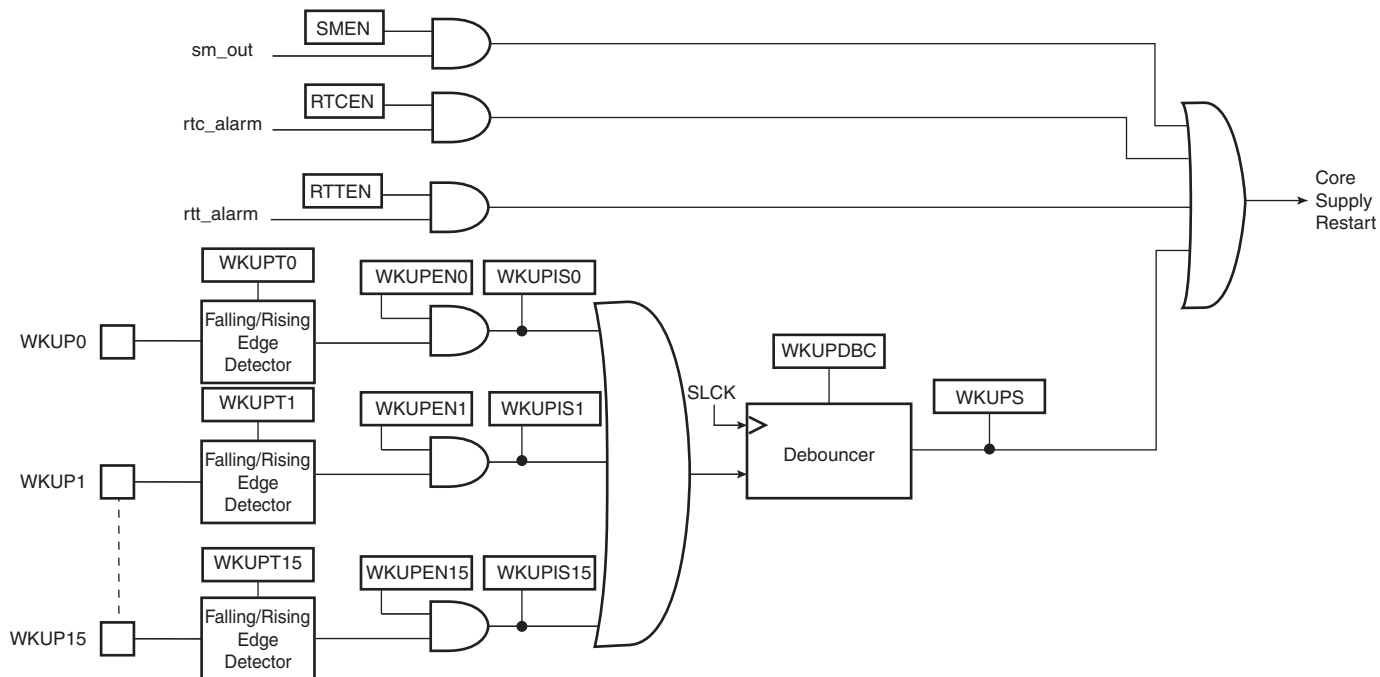 SMEN
sm_out
RTCEN
rtc_alarm
RTTEN
rtt_alarm
Core
Supply
Restart
WKUPT0
WKUPEN0
WKUPIS0
WKUP0
Falling/Rising
Edge
Detector
WKUPDBC
WKUPT1
WKUPEN1
WKUPIS1
SLCK
WKUPS
Debouncer
WKUP1
Falling/Rising
Edge
Detector
WKUPT15
WKUPEN15
WKUPIS15
WKUP15
Falling/Rising
Edge
Detector